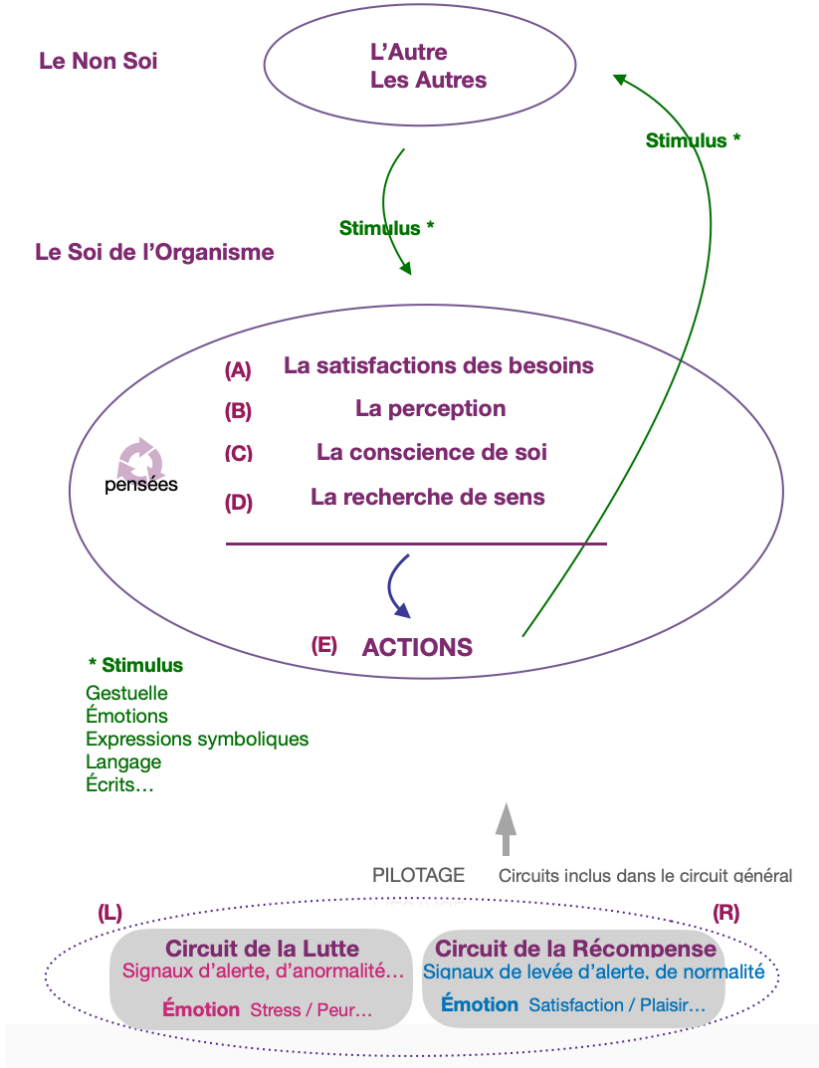 Le Non Soi
L'Autre
Les Autres
Stimulus *
Stimulus *
Le Soi de l'Organisme
(A) La satisfactions des besoins
(B) La perception
(C) La conscience de soi
pensées
(D) La recherche de sens
(E) ACTIONS
* Stimulus
Gestuelle
Émotions
Expressions symboliques
Langage
Écrits...
PILOTAGE Circuits inclus dans le circuit général
(L) (R)
Circuit de la Lutte
Signaux d'alerte, d'anormalité...
Émotion Stress / Peur...
Circuit de la Récompense
Signaux de levée d'alerte, de normalité
Émotion Satisfaction / Plaisir...